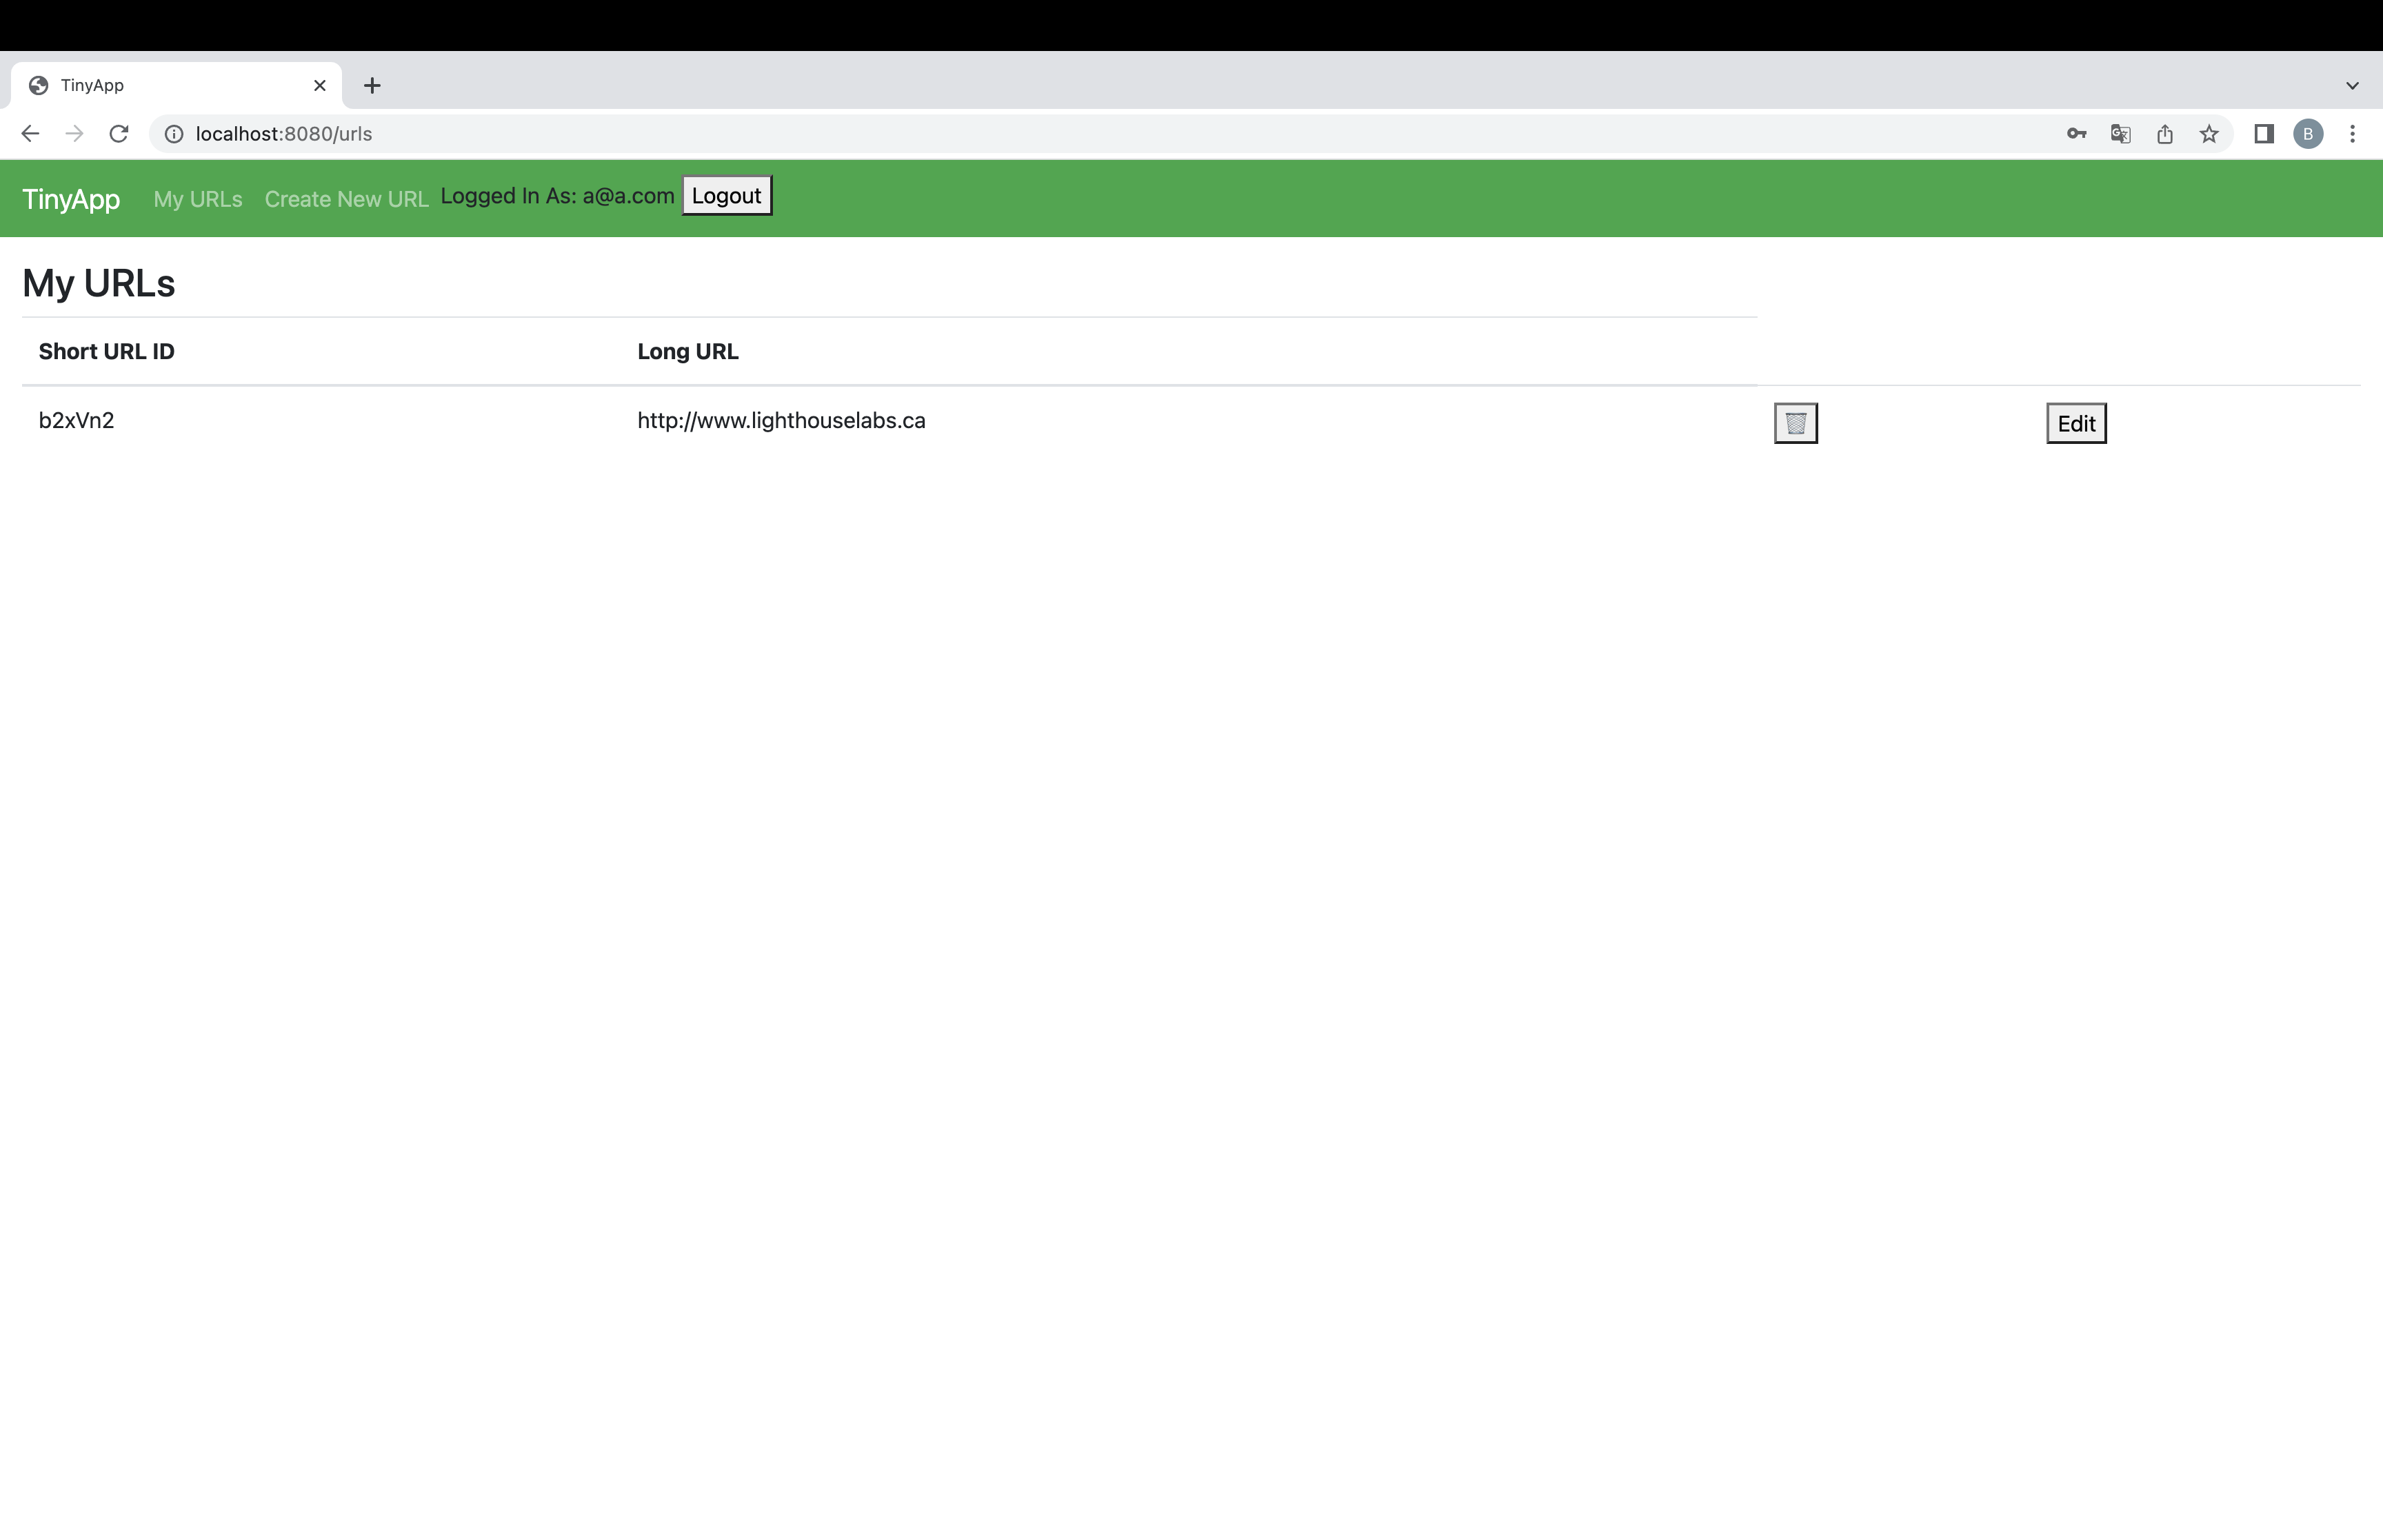 TinyApp
localhost:8080/urls
B
TinyApp My URLs Create New URL Logged In As: a@a.com Logout
My URLs
Short URL ID Long URL
b2xVn2 http://www.lighthouselabs.ca Edit